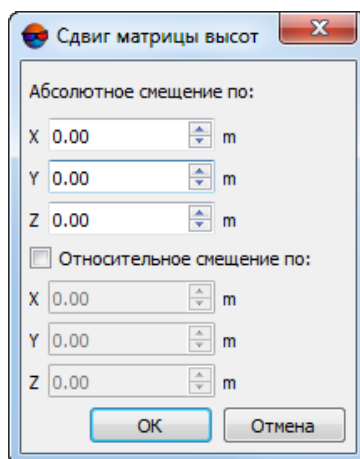 Сдвиг матрицы высот
Абсолютное смещение по:
X 0.00 m
Y 0.00 m
Z 0.00 m
Относительное смещение по:
X 0.00 m
Y 0.00 m
Z 0.00 m
OK Отмена